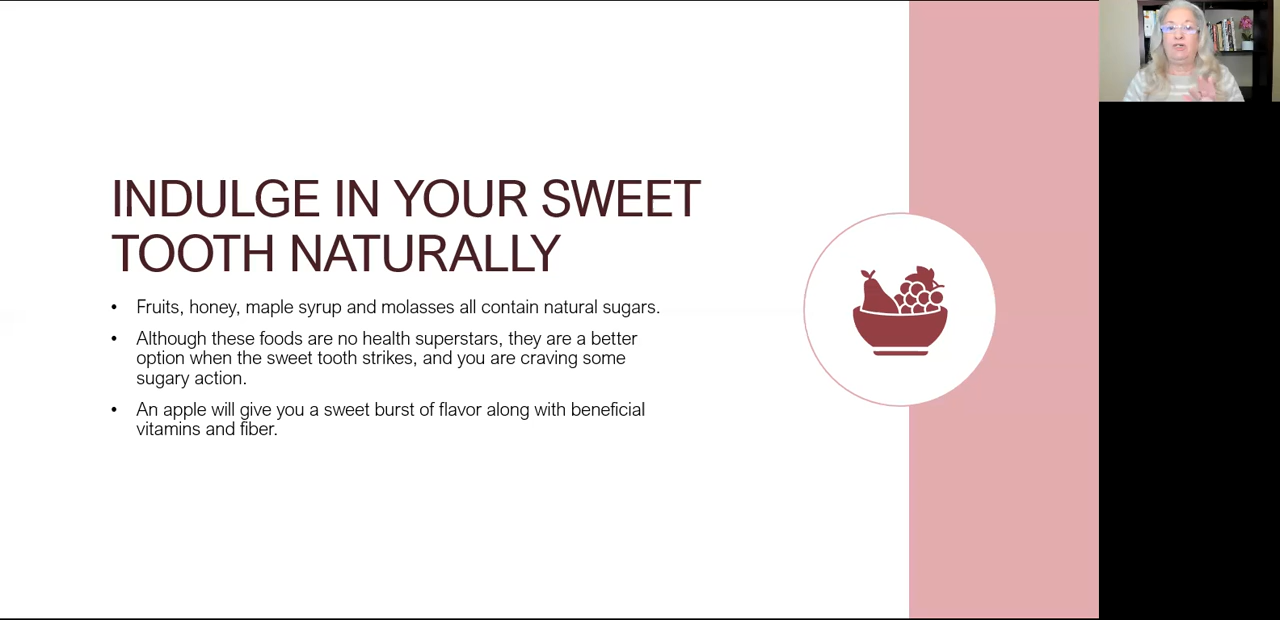 INDULGE IN YOUR SWEET
TOOTH NATURALLY
• Fruits, honey, maple syrup and molasses all contain natural sugars.
• Although these foods are no health superstars, they are a better
option when the sweet tooth strikes, and you are craving some
sugary action.
• An apple will give you a sweet burst of flavor along with beneficial
vitamins and fiber.